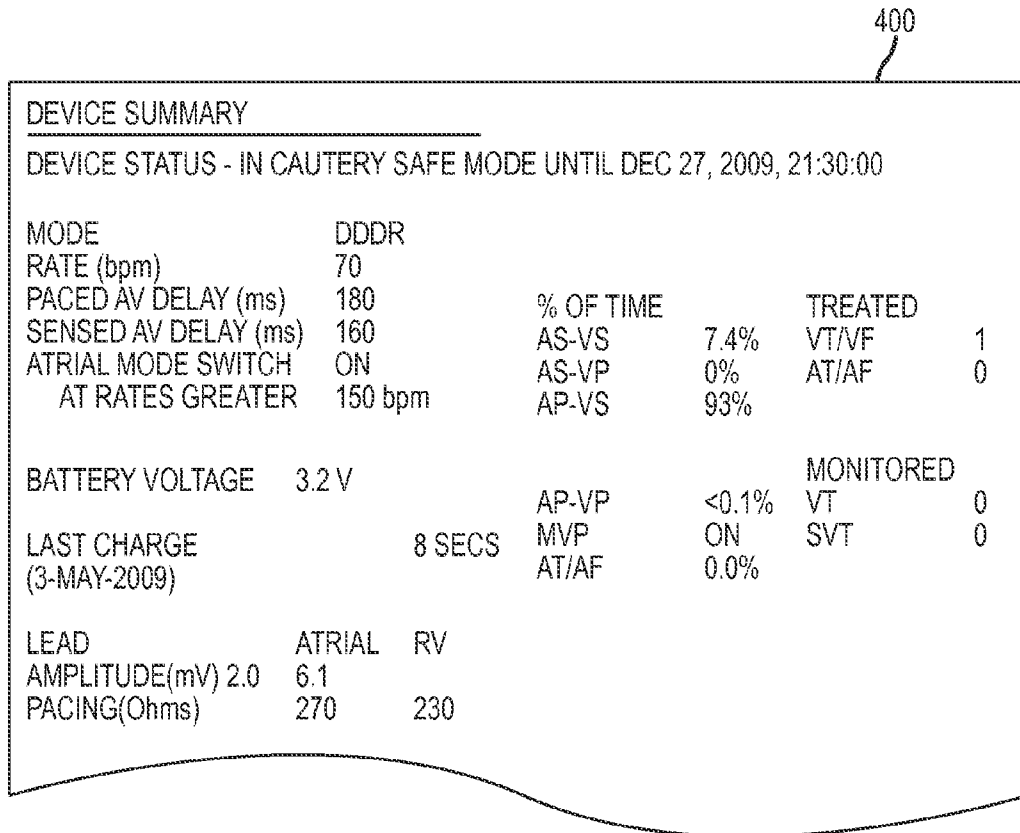 400
DEVICE SUMMARY
DEVICE STATUS - IN CAUTERY SAFE MODE UNTIL DEC 27, 2009, 21:30:00
MODE DDDR
RATE (bpm) 70
PACED AV DELAY (ms) 180
SENSED AV DELAY (ms) 160
ATRIAL MODE SWITCH ON
AT RATES GREATER 150 bpm
% OF TIME TREATED
AS-VS 7.4% VT/VF 1
AS-VP 0% AT/AF 0
AP-VS 93%
BATTERY VOLTAGE 3.2 V
LAST CHARGE 8 SECS
(3-MAY-2009)
MONITORED
AP-VP <0.1% VT 0
MVP ON SVT 0
AT/AF 0.0%
LEAD ATRIAL RV
AMPLITUDE(mV) 2.0 6.1
PACING(Ohms) 270 230